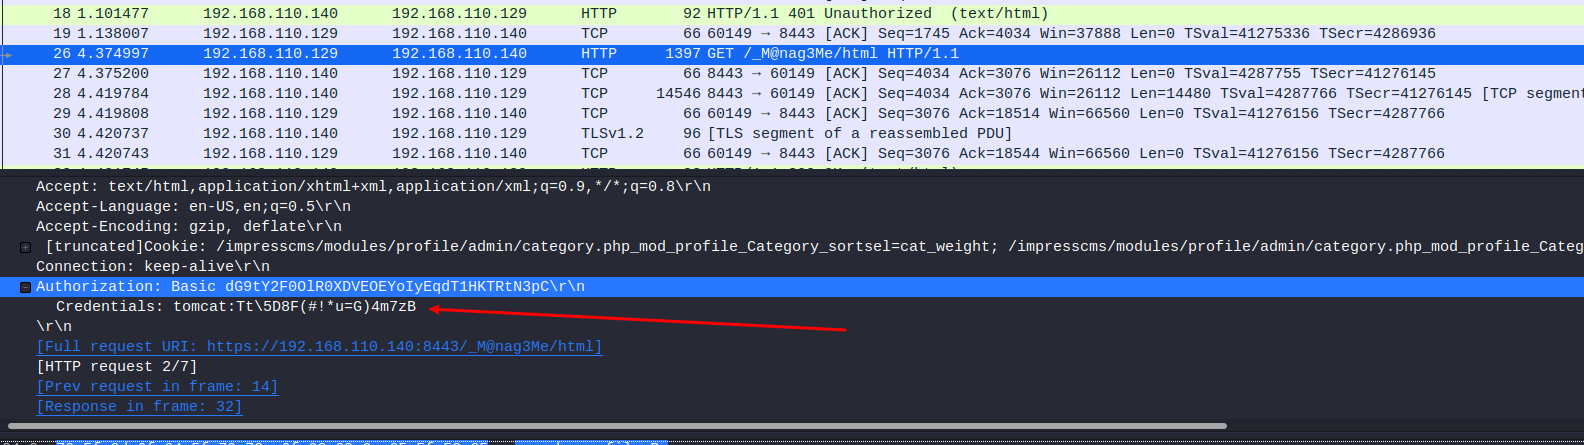 18 1.101477 192.168.110.140 192.168.110.129 HTTP 92 HTTP/1.1 401 Unauthorized (text/html)
19 1.138007 192.168.110.129 192.168.110.140 TCP 66 60149 → 8443 [ACK] Seq=1745 Ack=4034 Win=37888 Len=0 TSval=41275336 TSecr=4286936
26 4.374997 192.168.110.129 192.168.110.140 HTTP 1397 GET /_M@nag3Me/html HTTP/1.1
27 4.375200 192.168.110.140 192.168.110.129 TCP 66 8443 → 60149 [ACK] Seq=4034 Ack=3076 Win=26112 Len=0 TSval=4287755 TSecr=41276145
28 4.419784 192.168.110.140 192.168.110.129 TCP 14546 8443 → 60149 [ACK] Seq=4034 Ack=3076 Win=26112 Len=14480 TSval=4287766 TSecr=41276145 [TCP segment
29 4.419808 192.168.110.129 192.168.110.140 TCP 66 60149 → 8443 [ACK] Seq=3076 Ack=18514 Win=66560 Len=0 TSval=41276156 TSecr=4287766
30 4.420737 192.168.110.140 192.168.110.129 TLSv1.2 96 [TLS segment of a reassembled PDU]
31 4.420743 192.168.110.129 192.168.110.140 TCP 66 60149 → 8443 [ACK] Seq=3076 Ack=18544 Win=66560 Len=0 TSval=41276156 TSecr=4287766
Accept: text/html,application/xhtml+xml,application/xml;q=0.9,*/*;q=0.8\r\n
Accept-Language: en-US,en;q=0.5\r\n
Accept-Encoding: gzip, deflate\r\n
[truncated]Cookie: /impresscms/modules/profile/admin/category.php_mod_profile_Category_sortsel=cat_weight; /impresscms/modules/profile/admin/category.php_mod_profile_Categ
Connection: keep-alive\r\n
Authorization: Basic dG9tY2F0OlR0XDVEOEYoIyEqdT1HKTRtN3pC\r\n
Credentials: tomcat:Tt\5D8F(#!*u=G)4m7zB
\r\n
[Full request URI: https://192.168.110.140:8443/_M@nag3Me/html]
[HTTP request 2/7]
[Prev request in frame: 14]
[Response in frame: 32]